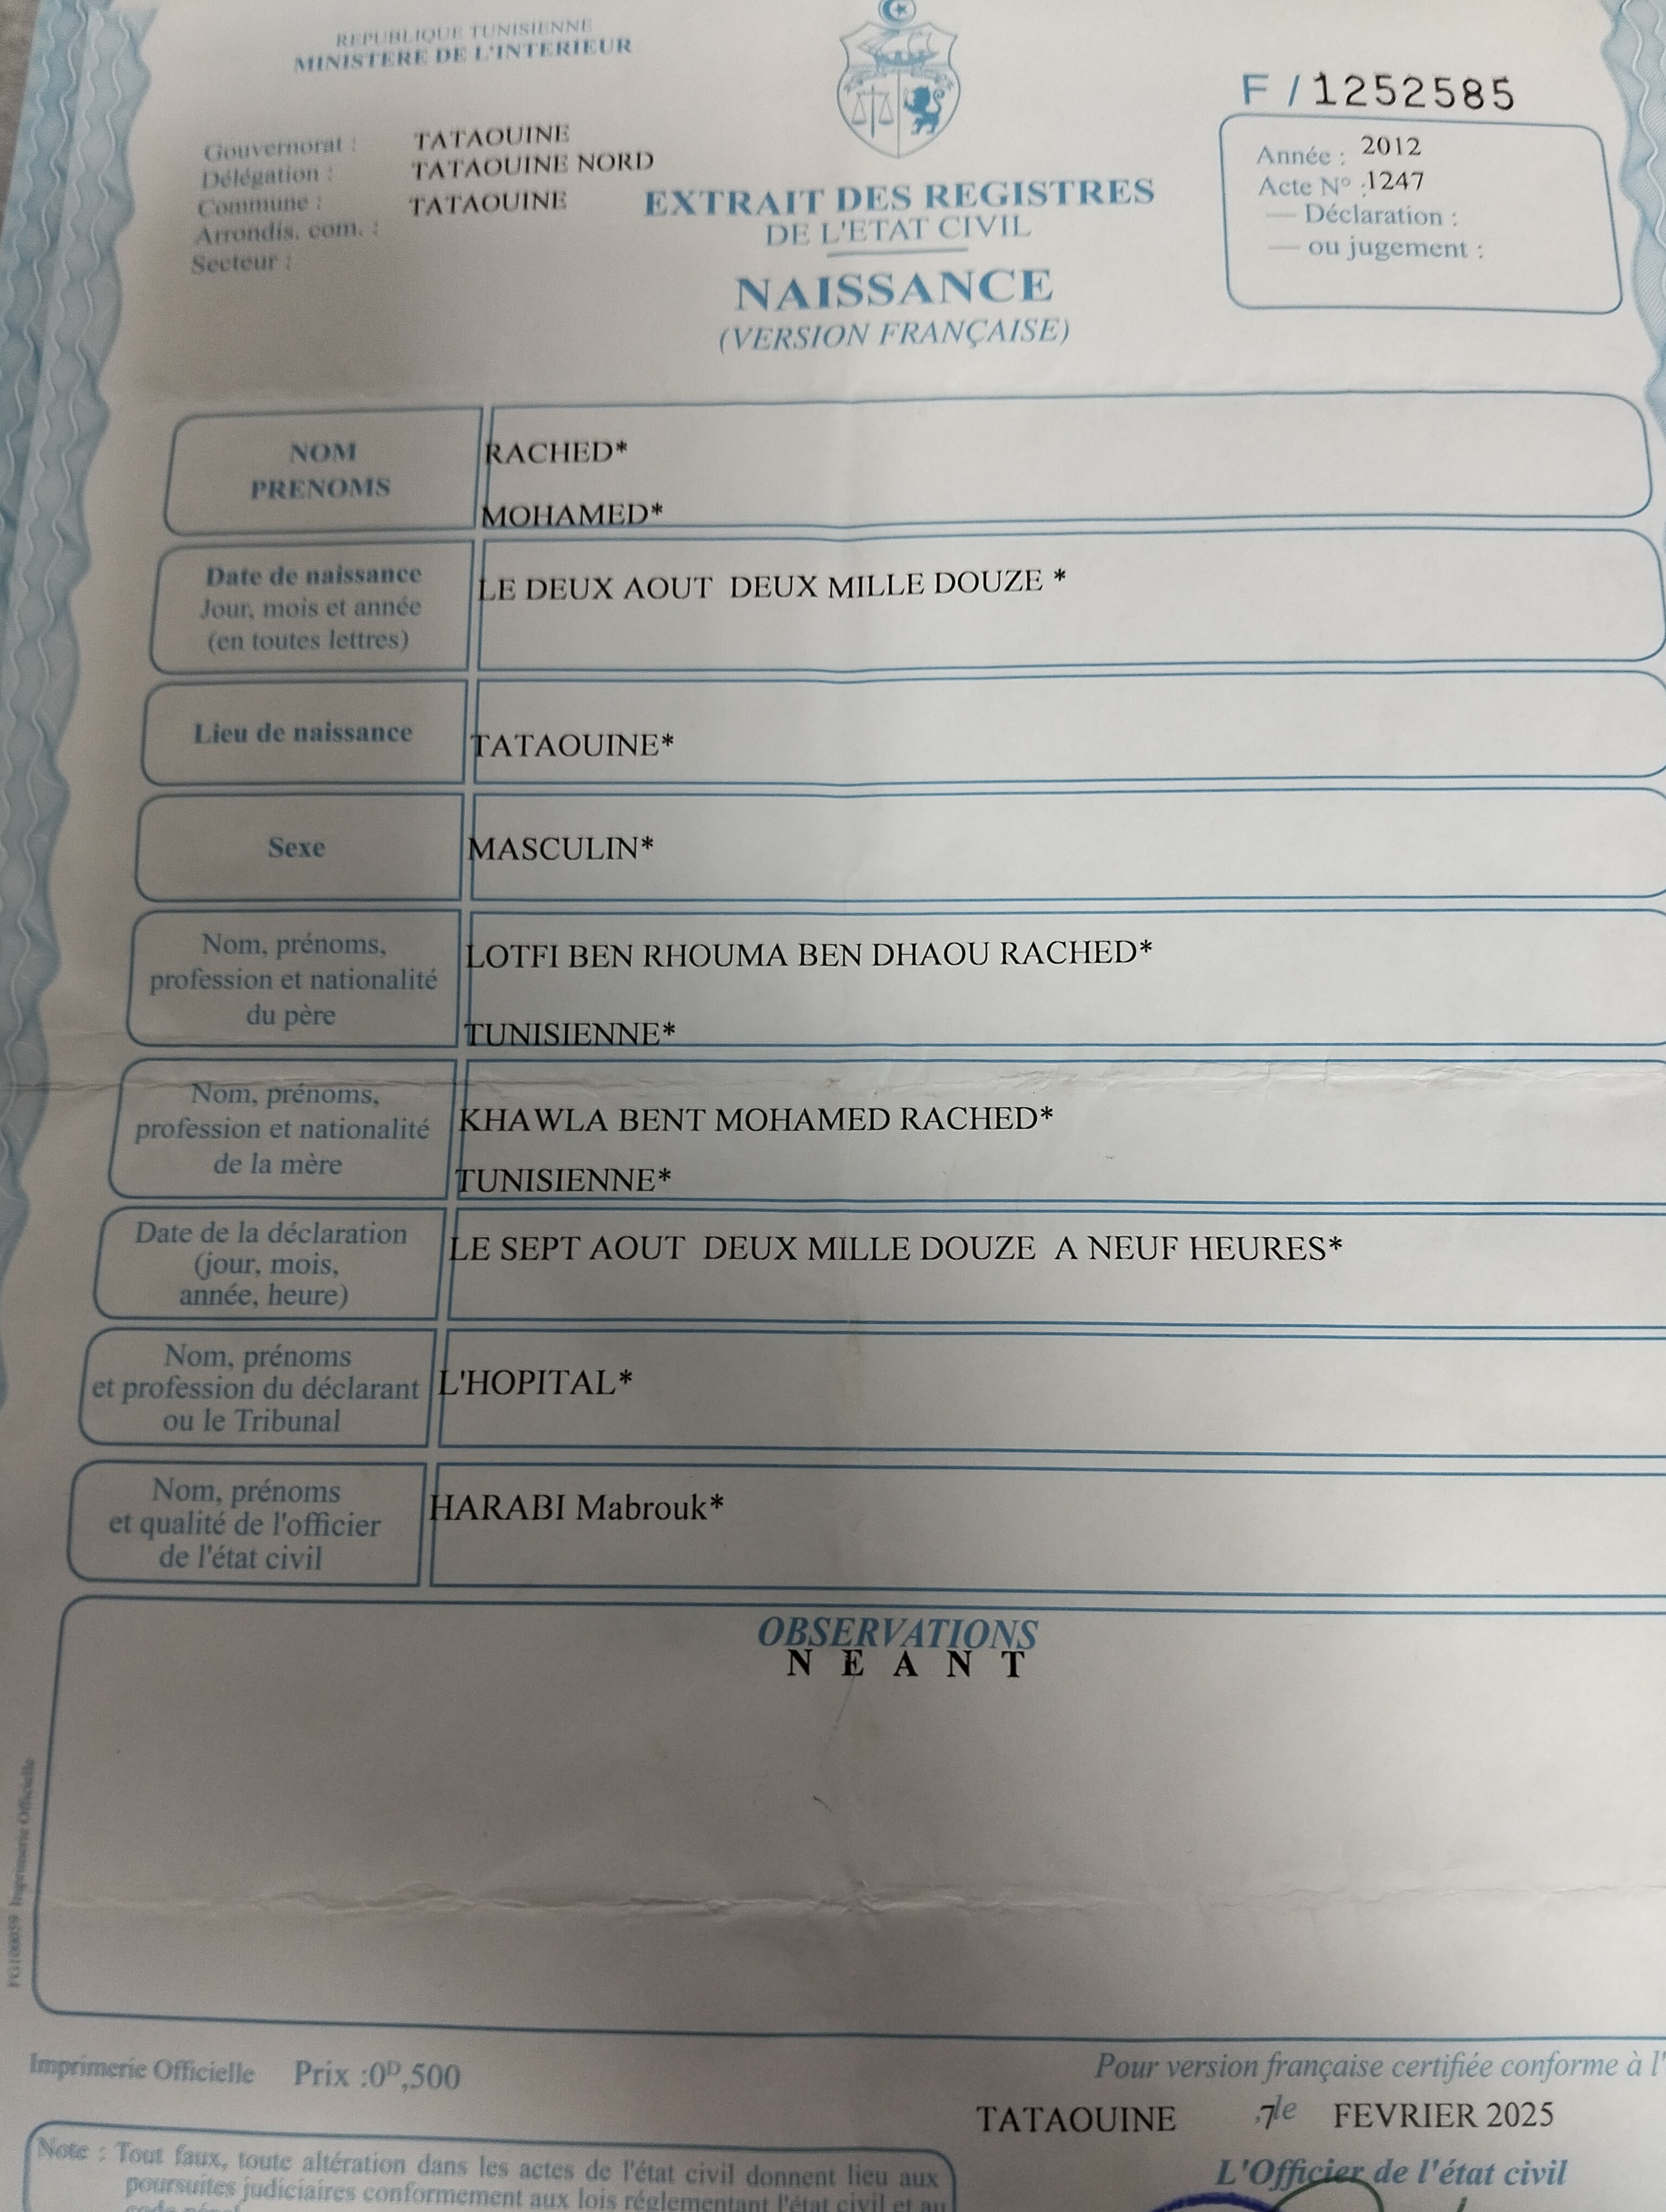 REPUBLIQUE TUNISIENNE
MINISTERE DE L'INTERIEUR
F / 1252585
Gouvernorat : TATAOUINE
Délégation : TATAOUINE NORD
Commune : TATAOUINE
Arrondis. com. :
Secteur :
EXTRAIT DES REGISTRES
DE L'ETAT CIVIL
NAISSANCE
(VERSION FRANÇAISE)
Année : 2012
Acte N° : 1247
— Déclaration :
— ou jugement :
NOM
PRENOMS
RACHED*
MOHAMED*
Date de naissance
Jour, mois et année
(en toutes lettres)
LE DEUX AOUT DEUX MILLE DOUZE *
Lieu de naissance
TATAOUINE*
Sexe
MASCULIN*
Nom, prénoms,
profession et nationalité
du père
LOTFI BEN RHOUMA BEN DHAOU RACHED*
TUNISIENNE*
Nom, prénoms,
profession et nationalité
de la mère
KHAWLA BENT MOHAMED RACHED*
TUNISIENNE*
Date de la déclaration
(jour, mois,
année, heure)
LE SEPT AOUT DEUX MILLE DOUZE A NEUF HEURES*
Nom, prénoms
et profession du déclarant
ou le Tribunal
L'HOPITAL*
Nom, prénoms
et qualité de l'officier
de l'état civil
HARABI Mabrouk*
OBSERVATIONS
N E A N T
FG100059 Imprimerie Officielle
Imprimerie Officielle Prix :0D,500
Pour version française certifiée conforme à l'
TATAOUINE 7 le FEVRIER 2025
L'Officier de l'état civil
Note : Tout faux, toute altération dans les actes de l'état civil donnent lieu aux
poursuites judiciaires conformement aux lois réglementant l'état civil et au
code pénal